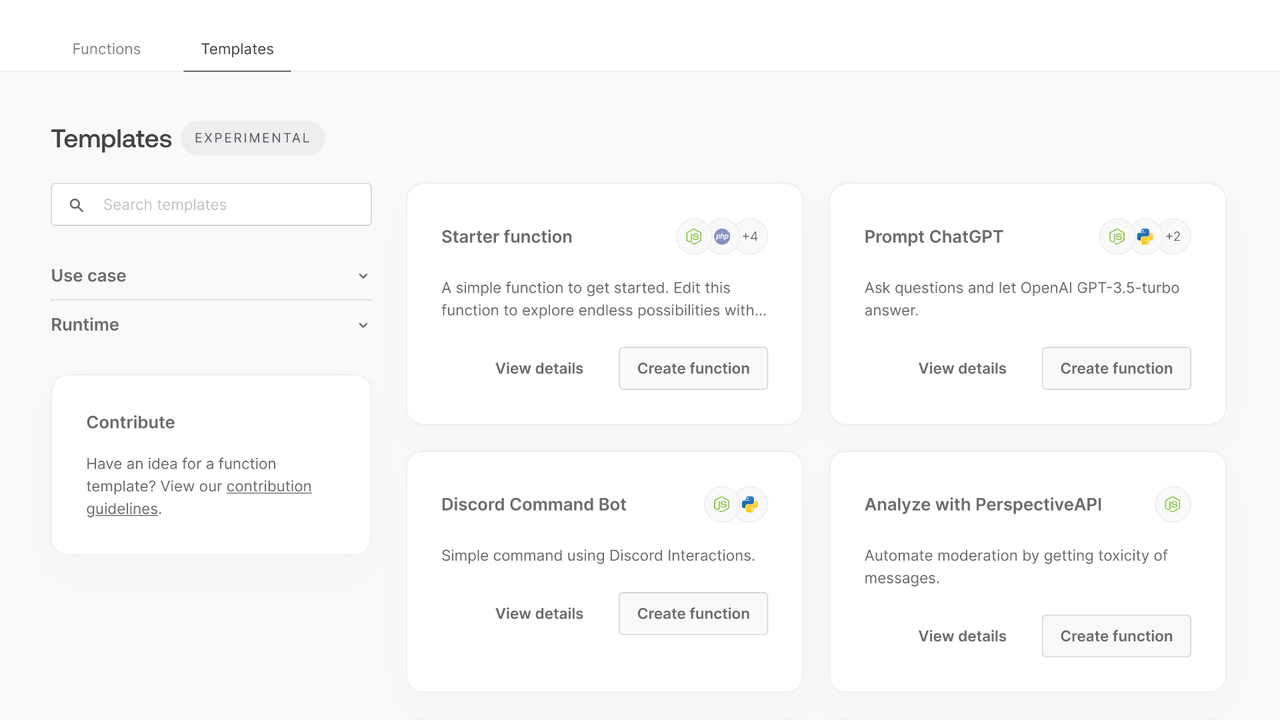 Functions
Templates
Templates
EXPERIMENTAL
Search templates
Use case
Runtime
Contribute
Have an idea for a function
template? View our contribution
guidelines.
Starter function
JS
php
+4
A simple function to get started. Edit this
function to explore endless possibilities with...
View details
Create function
Prompt ChatGPT
JS
+2
Ask questions and let OpenAI GPT-3.5-turbo
answer.
View details
Create function
Discord Command Bot
JS
Simple command using Discord Interactions.
View details
Create function
Analyze with PerspectiveAPI
JS
Automate moderation by getting toxicity of
messages.
View details
Create function